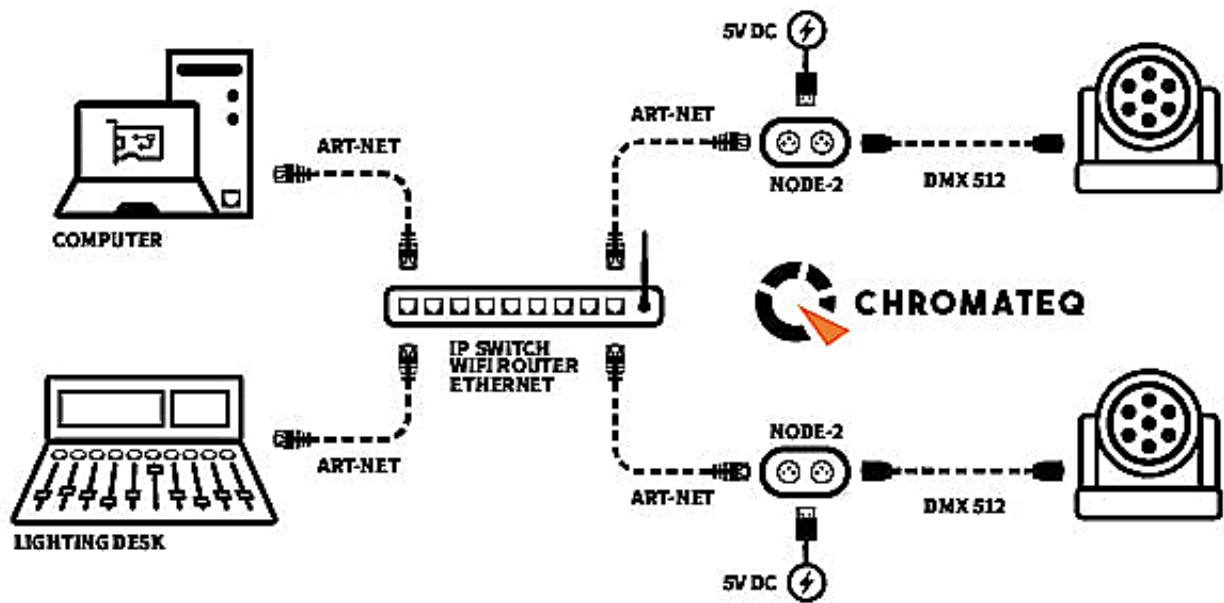 5V DC
ART-NET
ART-NET
NODE-2
DMX 512
COMPUTER
CHROMATEQ
IP SWITCH
WIFI ROUTER
ETHERNET
NODE-2
ART-NET
ART-NET
DMX 512
LIGHTING DESK
5V DC